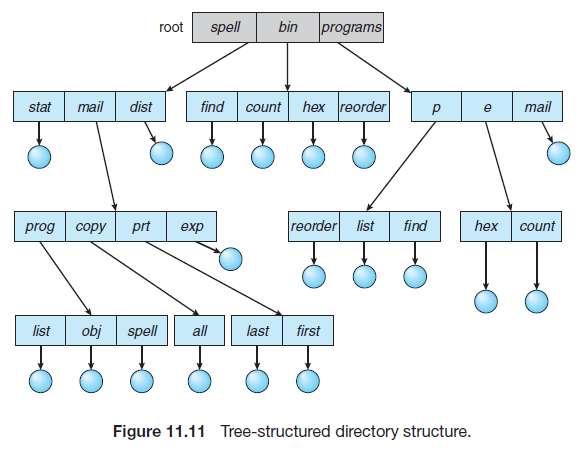 root spell bin programs
stat mail dist find count hex reorder p e mail
prog copy prt exp reorder list find hex count
list obj spell all last first
Figure 11.11 Tree-structured directory structure.